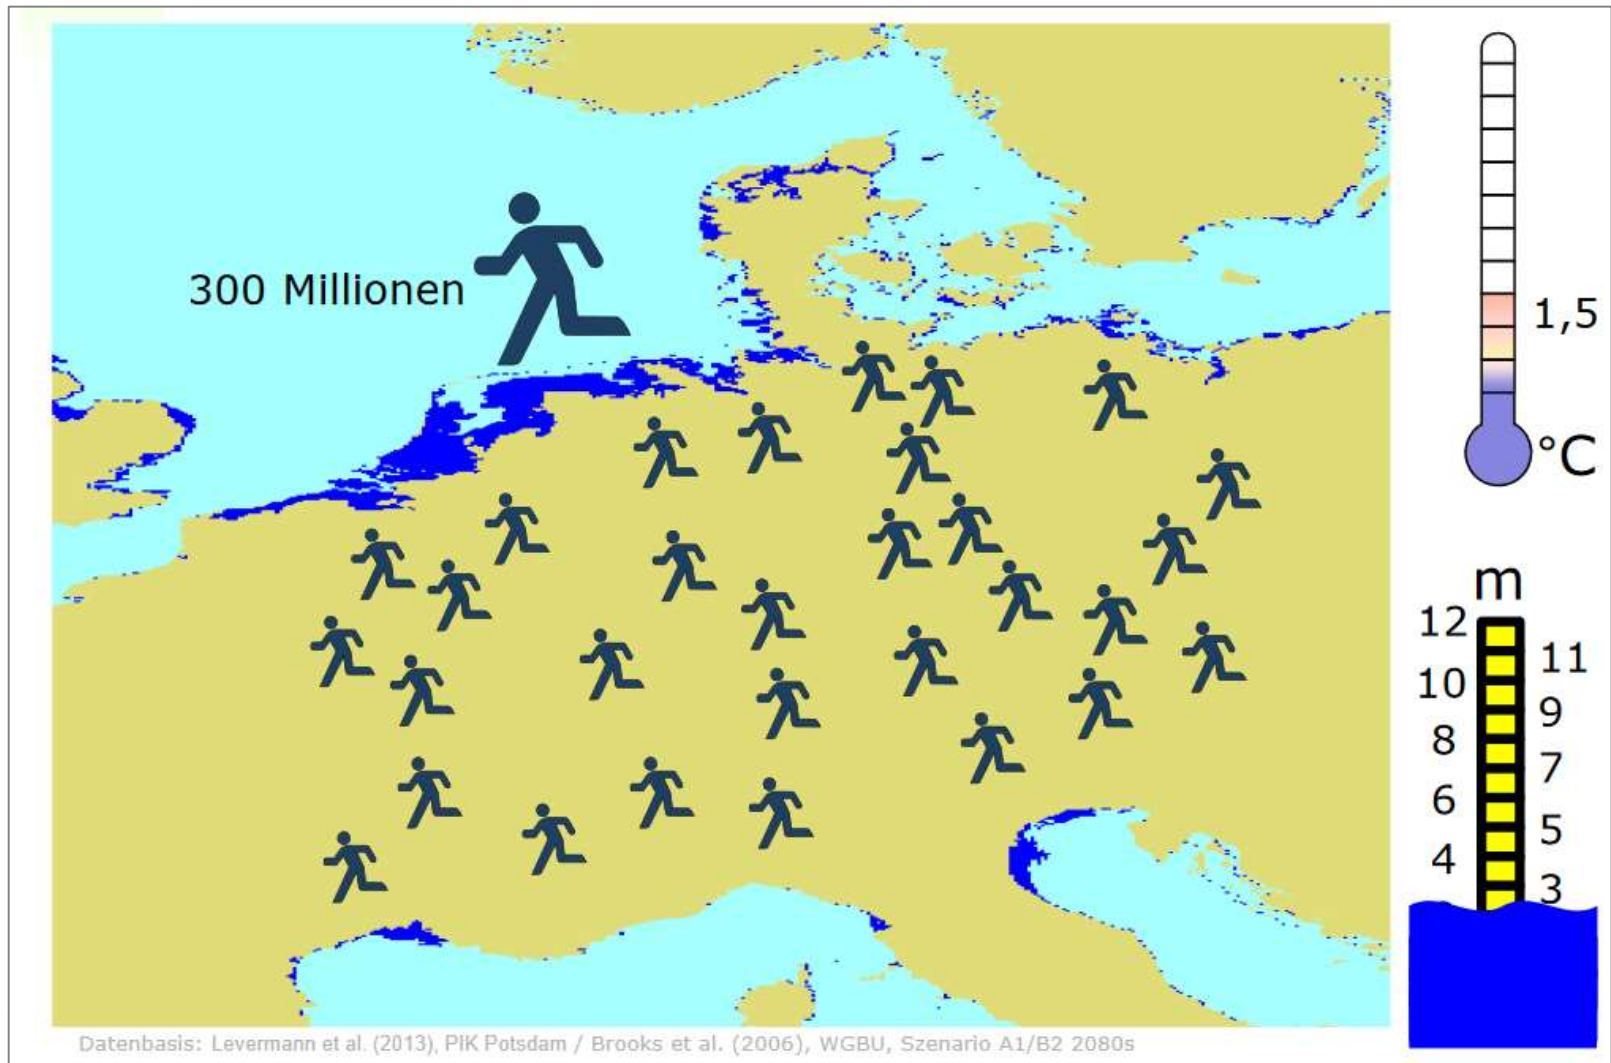 300 Millionen
1,5
°C
m
12
11
10
9
8
7
6
5
4
3
Datenbasis: Levermann et al. (2013), PIK Potsdam / Brooks et al. (2006), WGBU, Szenario A1/B2 2080s